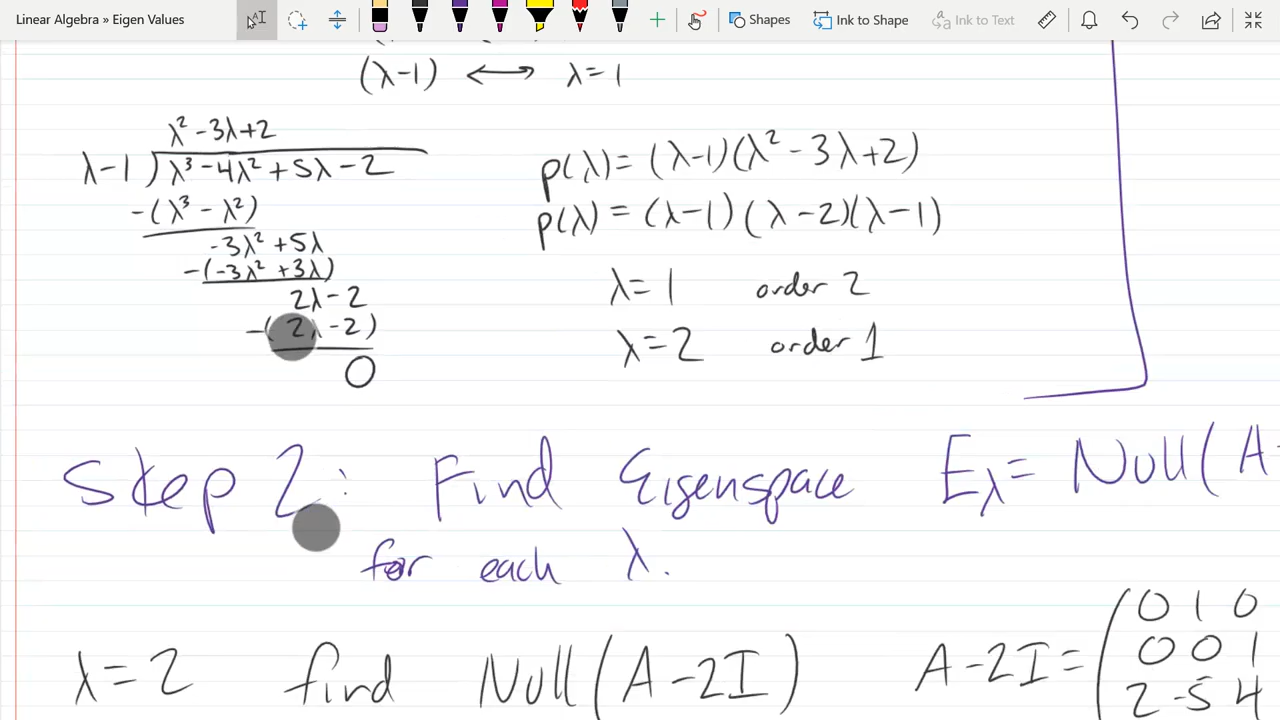 Linear Algebra » Eigen Values
Shapes
Ink to Shape
Ink to Text
(λ-1) ⟷ λ=1
λ²-3λ+2
λ-1 ) λ³-4λ²+5λ-2
-(λ³-λ²)
-3λ²+5λ
-(-3λ²+3λ)
2λ-2
-(2λ-2)
0
p(λ)=(λ-1)(λ²-3λ+2)
p(λ)=(λ-1)(λ-2)(λ-1)
λ=1 order 2
λ=2 order 1
Step 2: Find Eigenspace Eλ= Null(A-
for each λ.
λ=2 find Null(A-2I) A-2I=
0 1 0
0 0 1
2 -5 4